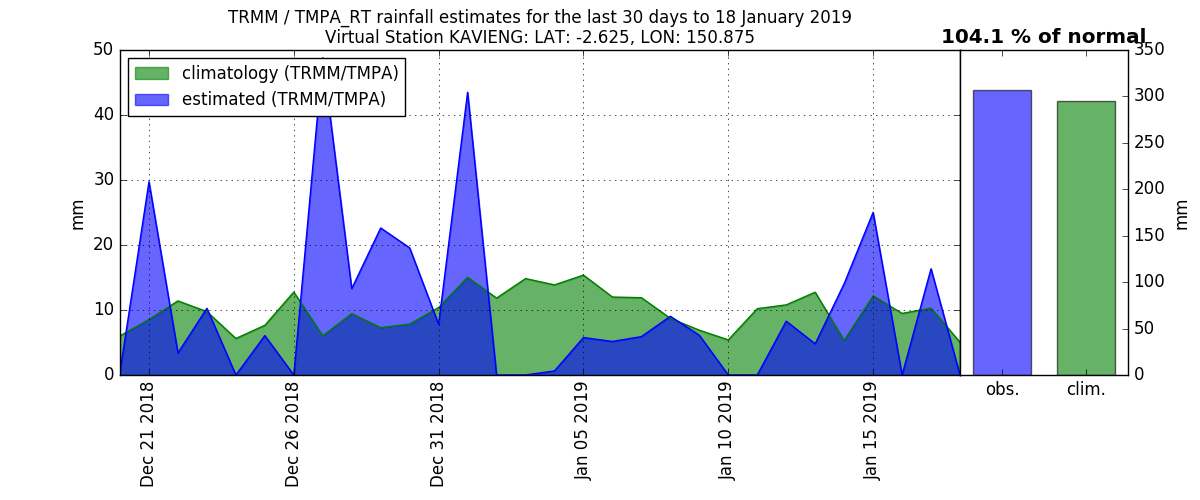 TRMM / TMPA_RT rainfall estimates for the last 30 days to 18 January 2019
Virtual Station KAVIENG: LAT: -2.625, LON: 150.875
104.1 % of normal
climatology (TRMM/TMPA)
estimated (TRMM/TMPA)
50
40
30
20
10
0
mm
Dec 21 2018
Dec 26 2018
Dec 31 2018
Jan 05 2019
Jan 10 2019
Jan 15 2019
obs.
clim.
350
300
250
200
150
100
50
0
mm